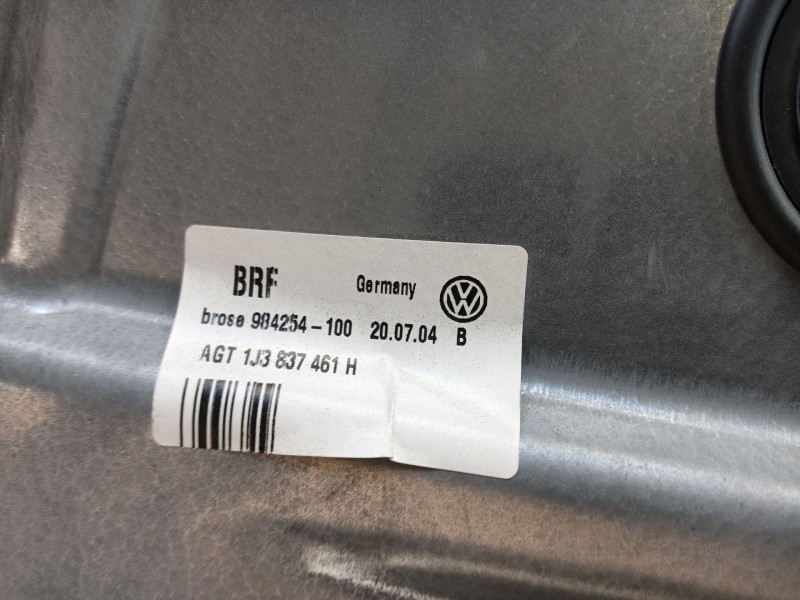 BRF Germany
brose 984254-100 20.07.04 B
AGT 1J3 837 461 H